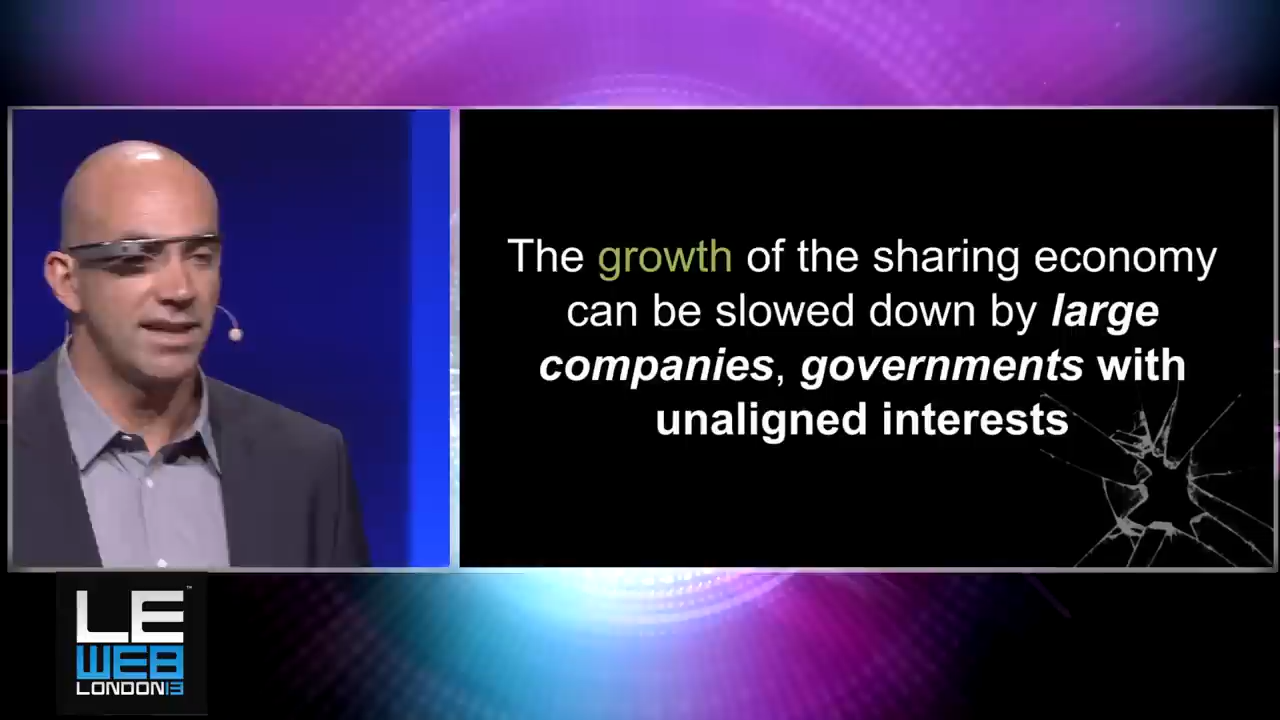 The growth of the sharing economy
can be slowed down by large
companies, governments with
unaligned interests
LE
WEB
LONDON13